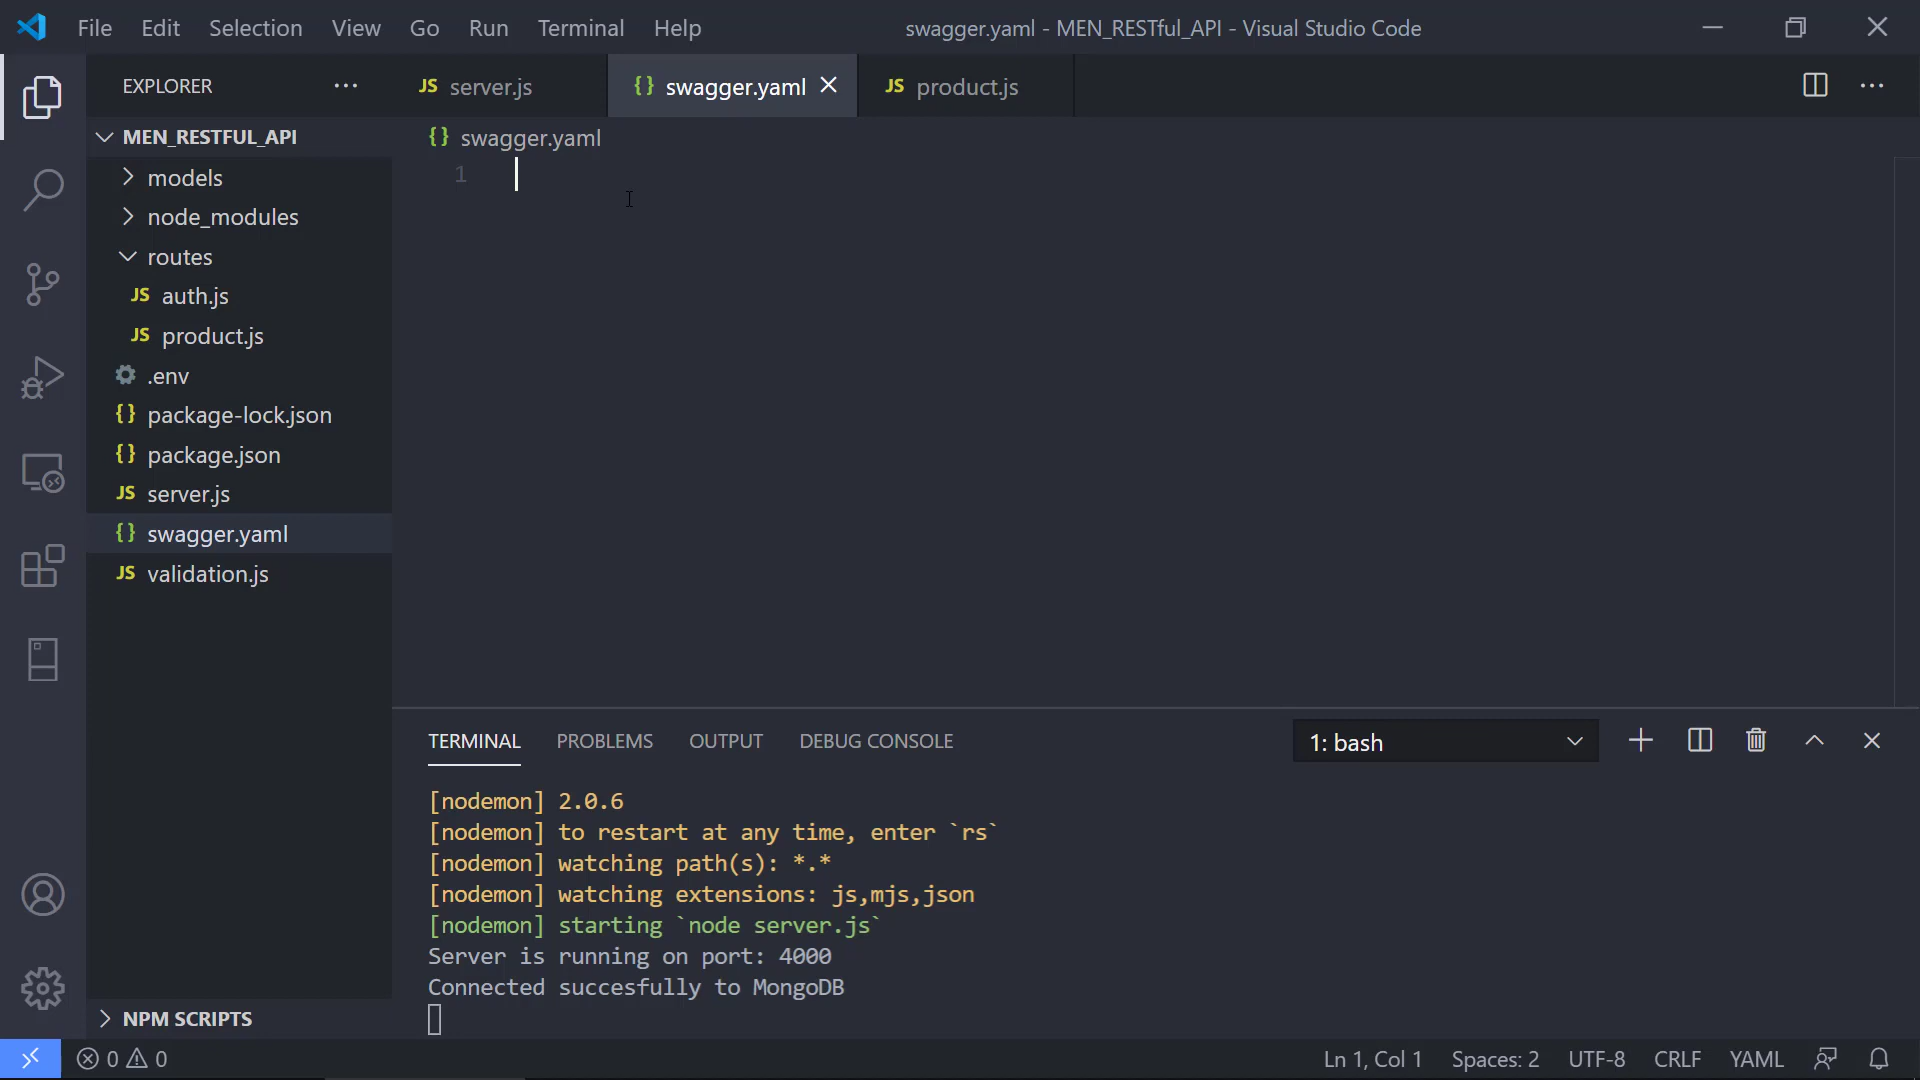 File Edit Selection View Go Run Terminal Help swagger.yaml - MEN_RESTful_API - Visual Studio Code
EXPLORER
JS server.js {} swagger.yaml JS product.js
MEN_RESTFUL_API
{} swagger.yaml
1
models
node_modules
routes
JS auth.js
JS product.js
.env
{} package-lock.json
{} package.json
JS server.js
{} swagger.yaml
JS validation.js
NPM SCRIPTS
TERMINAL PROBLEMS OUTPUT DEBUG CONSOLE 1: bash
[nodemon] 2.0.6
[nodemon] to restart at any time, enter `rs`
[nodemon] watching path(s): *.*
[nodemon] watching extensions: js,mjs,json
[nodemon] starting `node server.js`
Server is running on port: 4000
Connected succesfully to MongoDB
0 0 Ln 1, Col 1 Spaces: 2 UTF-8 CRLF YAML